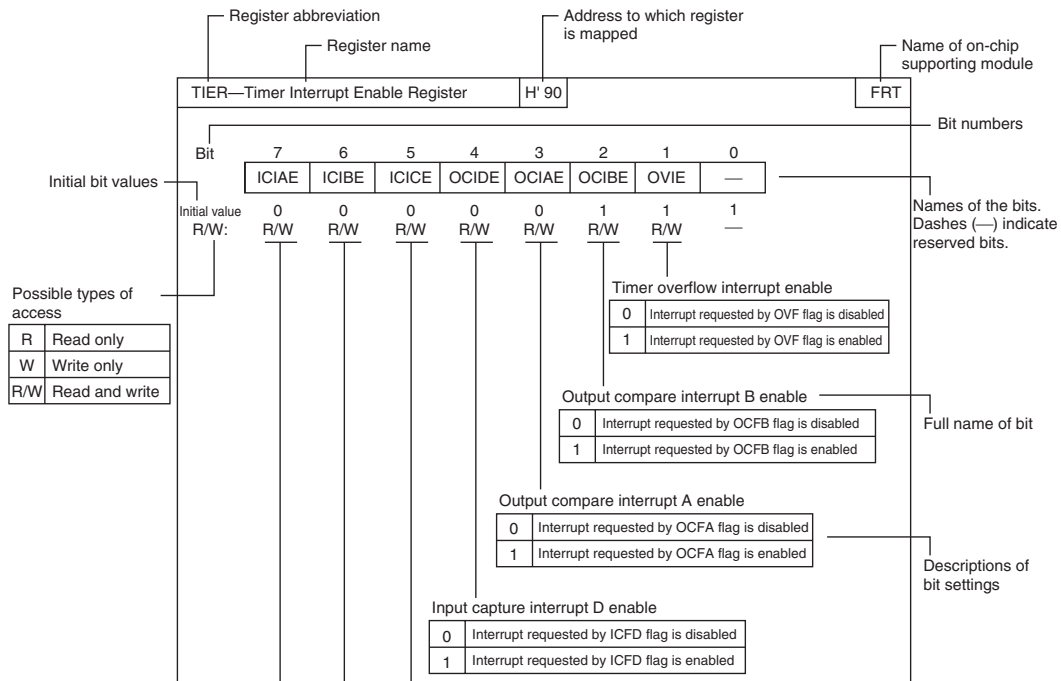 Register abbreviation
Register name
Address to which register
is mapped
Name of on-chip
supporting module
TIER—Timer Interrupt Enable Register
H' 90
FRT
Bit numbers
Bit 7 6 5 4 3 2 1 0
ICIAE ICIBE ICICE OCIDE OCIAE OCIBE OVIE —
Initial bit values
Initial value 0 0 0 0 0 1 1 1
R/W: R/W R/W R/W R/W R/W R/W R/W —
Names of the bits.
Dashes (—) indicate
reserved bits.
Possible types of
access
R Read only
W Write only
R/W Read and write
Timer overflow interrupt enable
0 Interrupt requested by OVF flag is disabled
1 Interrupt requested by OVF flag is enabled
Output compare interrupt B enable
0 Interrupt requested by OCFB flag is disabled
1 Interrupt requested by OCFB flag is enabled
Full name of bit
Output compare interrupt A enable
0 Interrupt requested by OCFA flag is disabled
1 Interrupt requested by OCFA flag is enabled
Descriptions of
bit settings
Input capture interrupt D enable
0 Interrupt requested by ICFD flag is disabled
1 Interrupt requested by ICFD flag is enabled